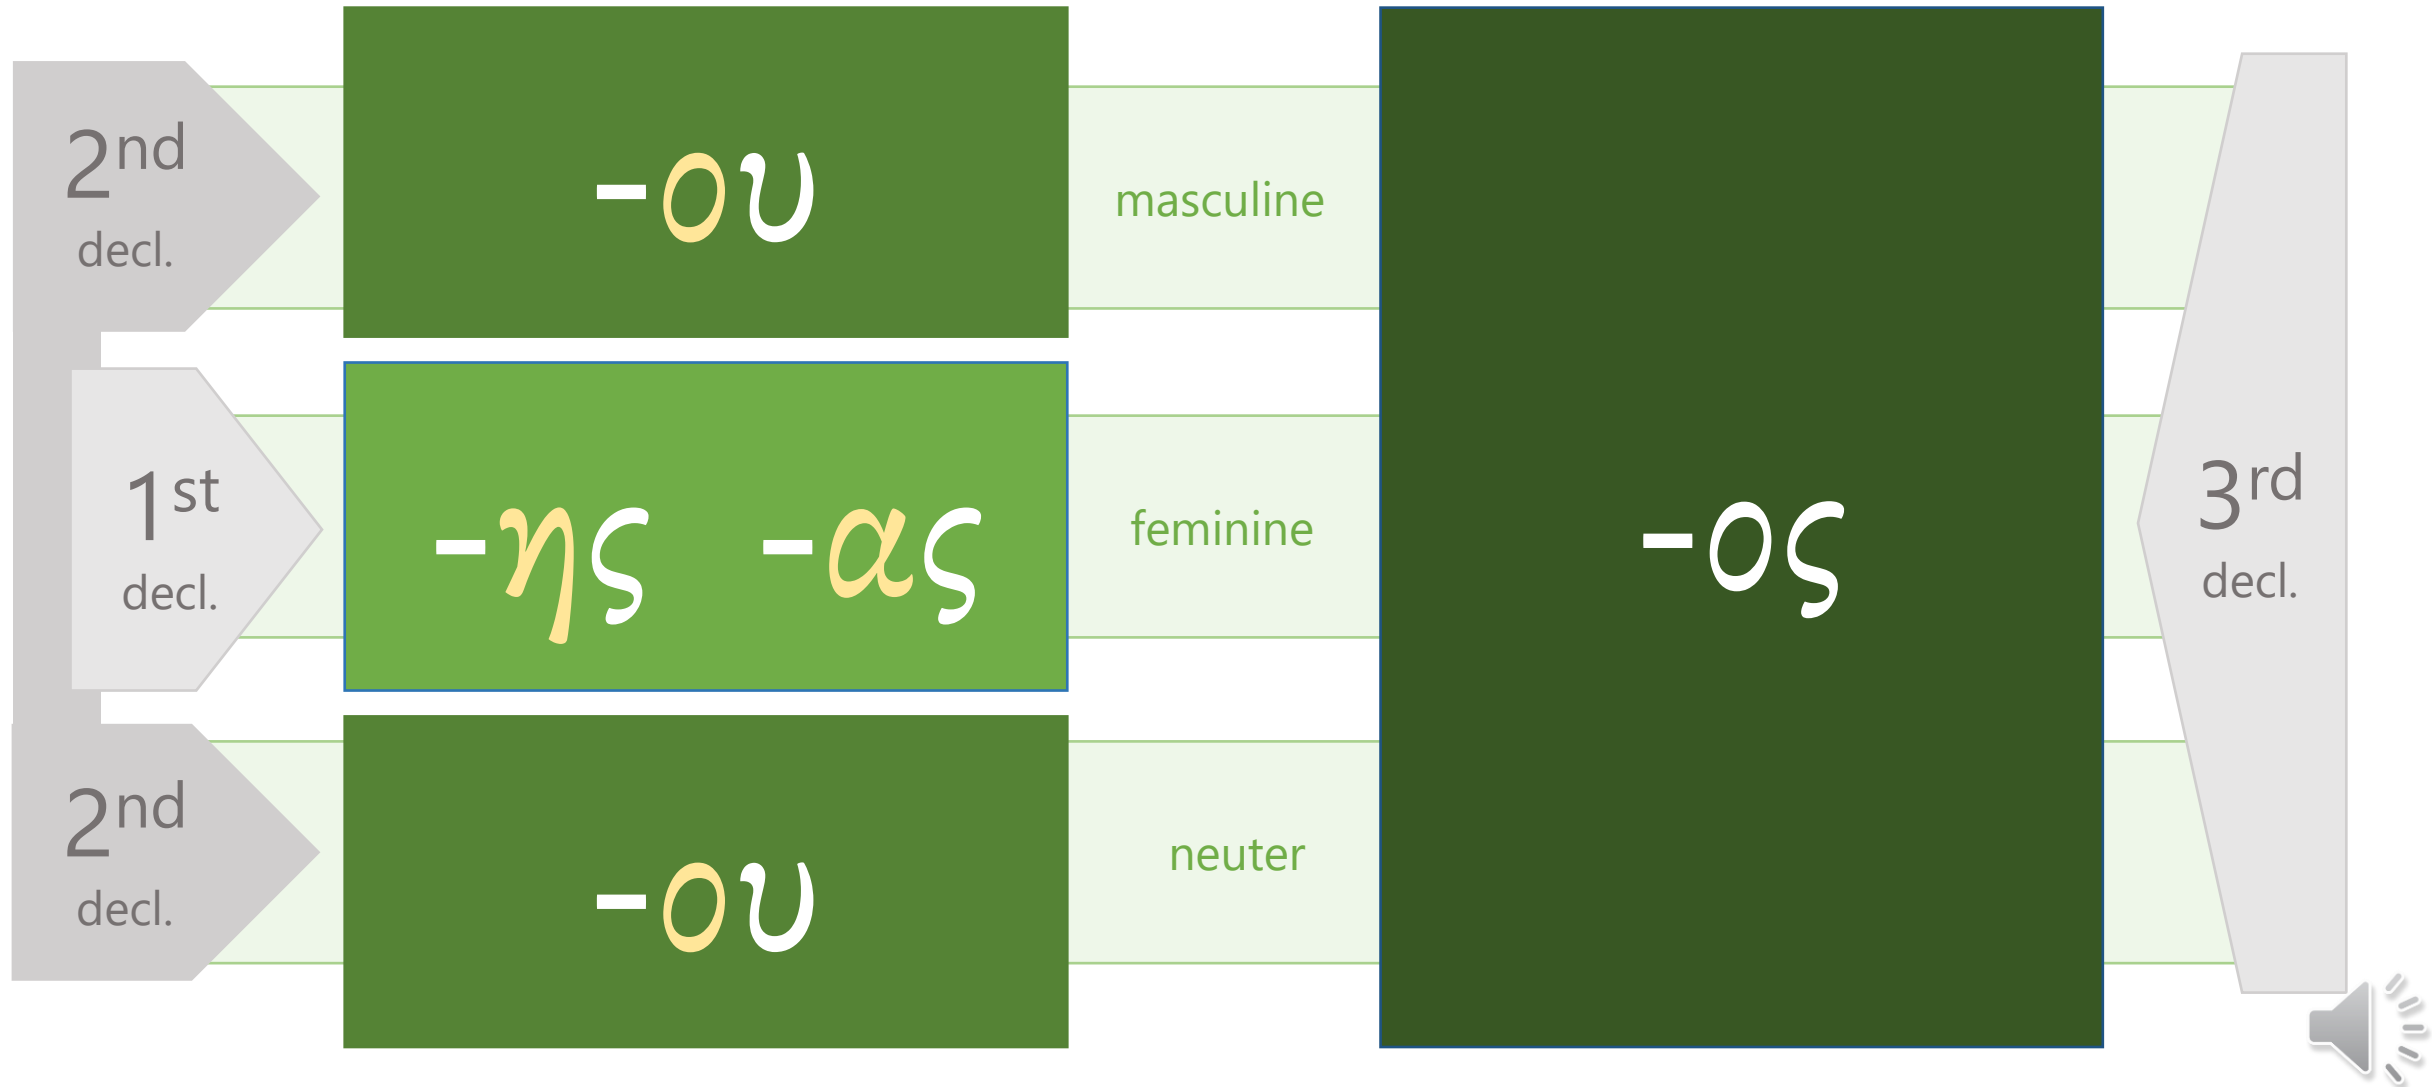 2nd
decl.
-ου
masculine
1st
decl.
-ης -ας
feminine
-ος
3rd
decl.
2nd
decl.
-ου
neuter